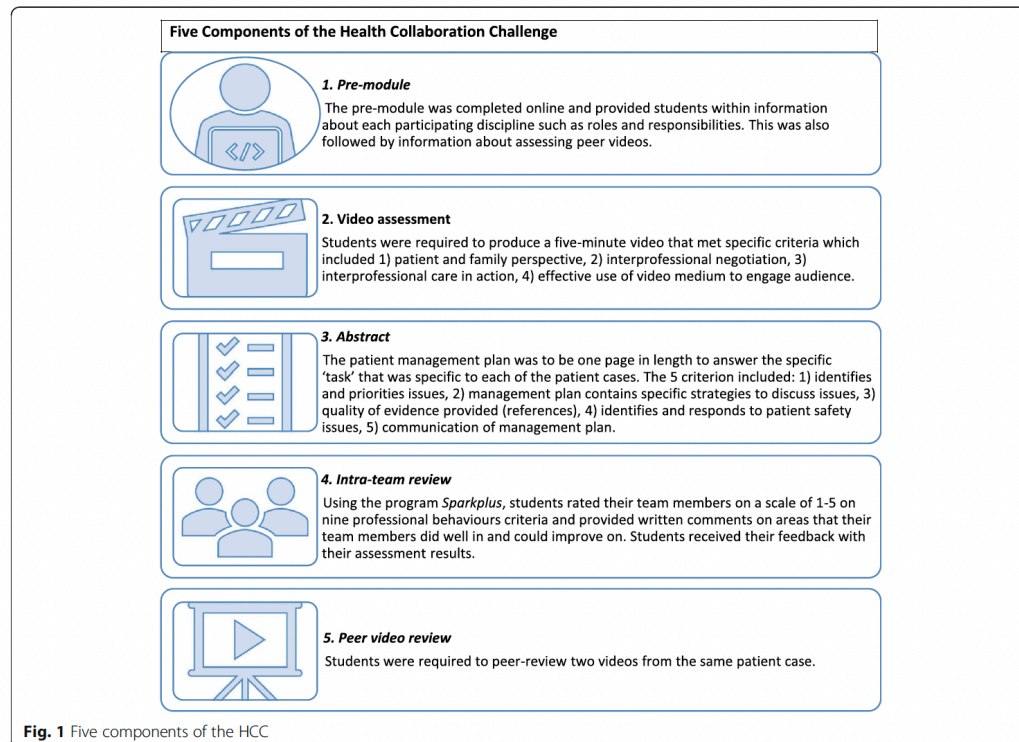 Five Components of the Health Collaboration Challenge
1. Pre-module
The pre-module was completed online and provided students within information
about each participating discipline such as roles and responsibilities. This was also
followed by information about assessing peer videos.
</>
2. Video assessment
Students were required to produce a five-minute video that met specific criteria which
included 1) patient and family perspective, 2) interprofessional negotiation, 3)
interprofessional care in action, 4) effective use of video medium to engage audience.
3. Abstract
The patient management plan was to be one page in length to answer the specific
‘task’ that was specific to each of the patient cases. The 5 criterion included: 1) identifies
and priorities issues, 2) management plan contains specific strategies to discuss issues, 3)
quality of evidence provided (references), 4) identifies and responds to patient safety
issues, 5) communication of management plan.
4. Intra-team review
Using the program Sparkplus, students rated their team members on a scale of 1-5 on
nine professional behaviours criteria and provided written comments on areas that their
team members did well in and could improve on. Students received their feedback with
their assessment results.
5. Peer video review
Students were required to peer-review two videos from the same patient case.
Fig. 1 Five components of the HCC